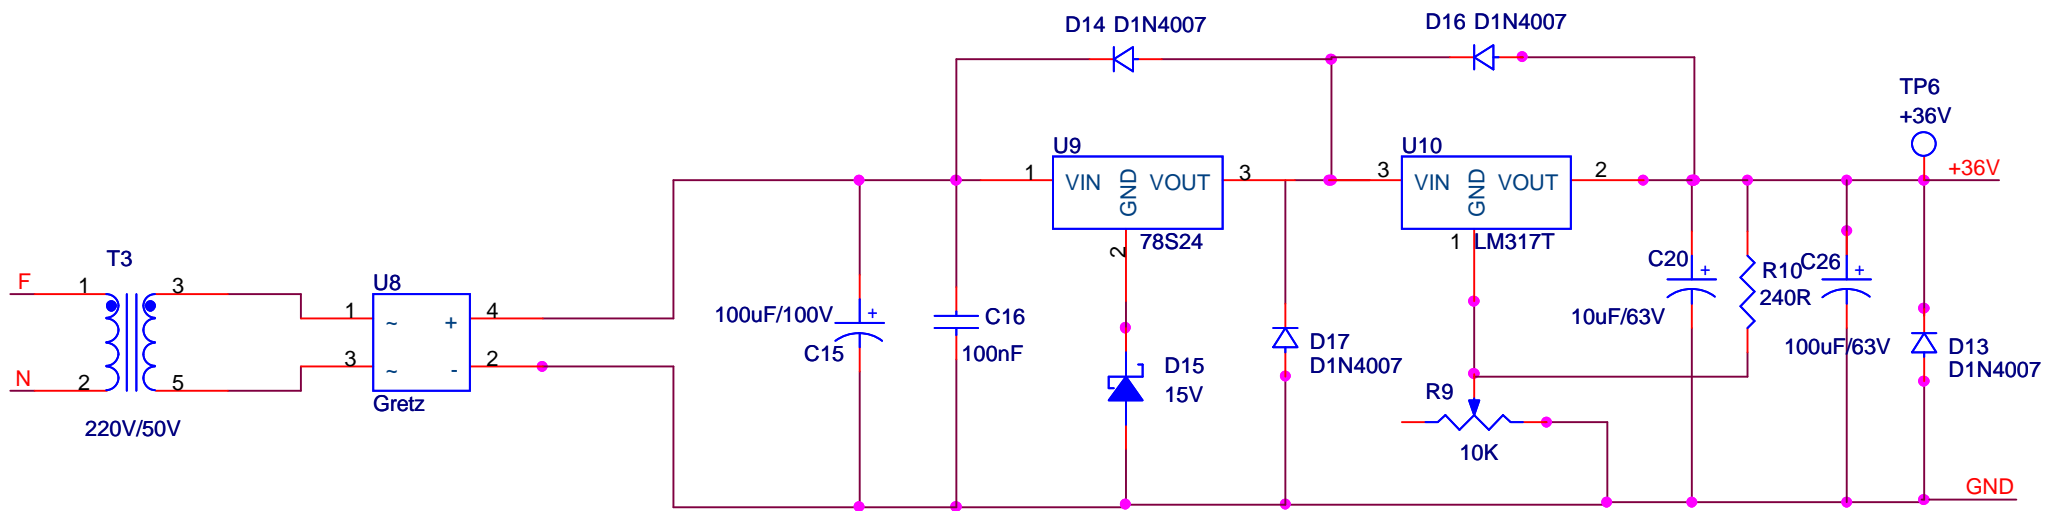 D14 D1N4007
D16 D1N4007
TP6
+36V
U9
U10
1
VIN
GND
VOUT
3
3
VIN
GND
VOUT
2
+36V
2
78S24
1
LM317T
T3
F
1
3
U8
1
~
+
4
3
~
-
2
N
2
5
Gretz
220V/50V
100uF/100V
+
C15
C16
100nF
D15
15V
D17
D1N4007
R9
10K
C20
+
10uF/63V
R10
240R
C26
+
100uF/63V
D13
D1N4007
GND